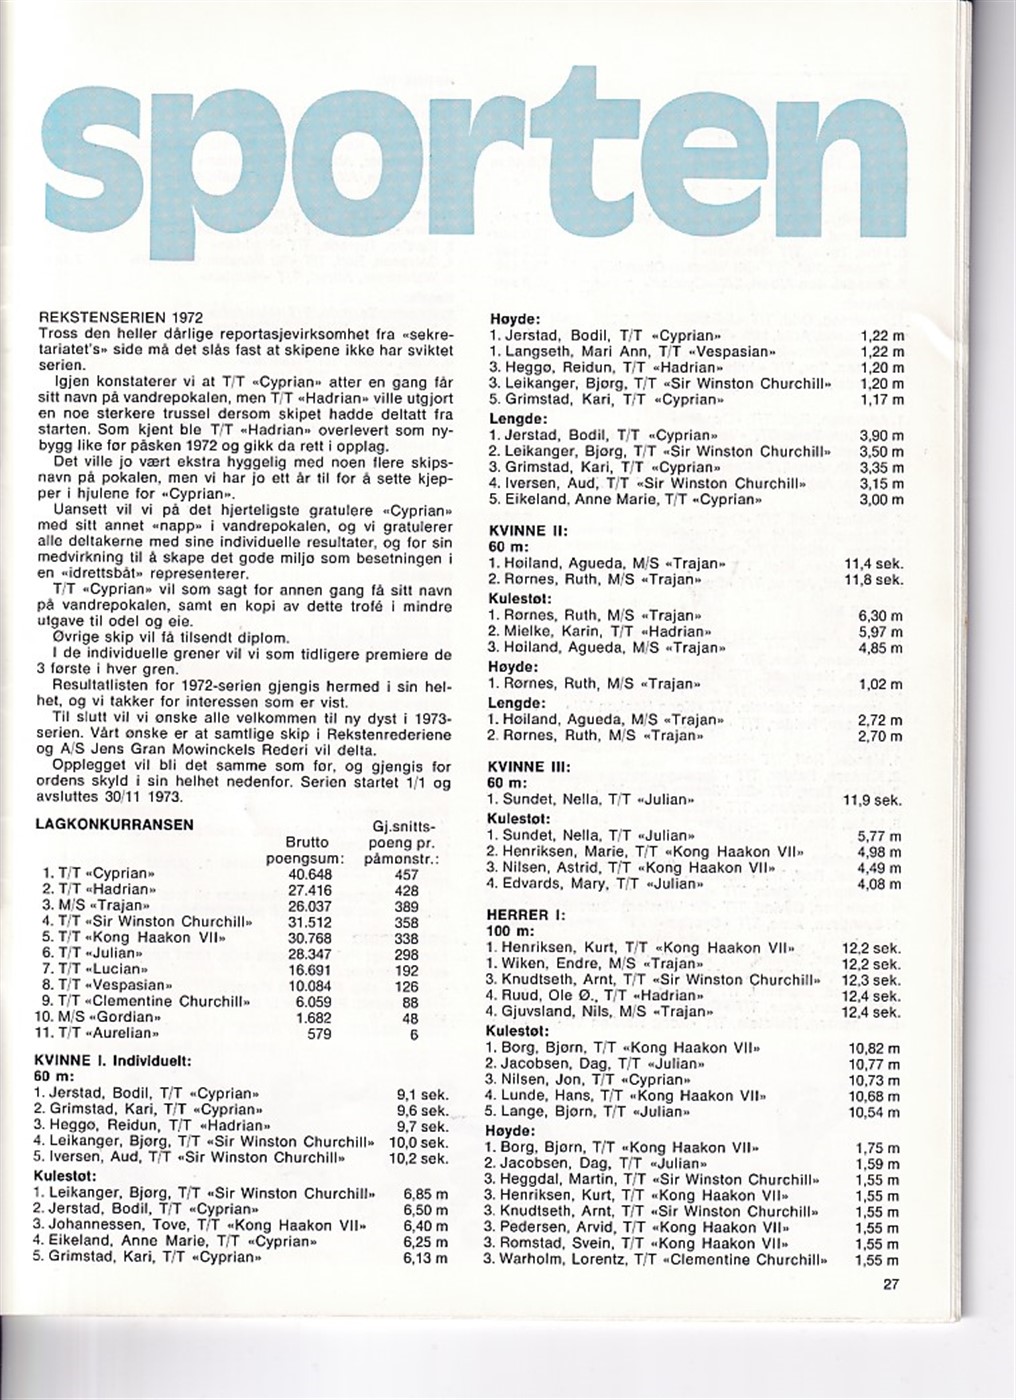 sporten
REKSTENSERIEN 1972
Tross den heller dårlige reportasjevirksomhet fra «sekre-
tariatet's» side må det slås fast at skipene ikke har sviktet
serien.
Igjen konstaterer vi at T/T «Cyprian» atter en gang får
sitt navn på vandrepokalen, men T/T «Hadrian» ville utgjort
en noe sterkere trussel dersom skipet hadde deltatt fra
starten. Som kjent ble T/T «Hadrian» overlevert som ny-
bygg like før påsken 1972 og gikk da rett i opplag.
Det ville jo vært ekstra hyggelig med noen flere skips-
navn på pokalen, men vi har jo ett år til for å sette kjep-
per i hjulene for «Cyprian».
Uansett vil vi på det hjerteligste gratulere «Cyprian»
med sitt annet «napp» i vandrepokalen, og vi gratulerer
alle deltakerne med sine individuelle resultater, og for sin
medvirkning til å skape det gode miljø som besetningen i
en «idrettsbåt» representerer.
T/T «Cyprian» vil som sagt for annen gang få sitt navn
på vandrepokalen, samt en kopi av dette trofé i mindre
utgave til odel og eie.
Øvrige skip vil få tilsendt diplom.
I de individuelle grener vil vi som tidligere premiere de
3 første i hver gren.
Resultatlisten for 1972-serien gjengis hermed i sin hel-
het, og vi takker for interessen som er vist.
Til slutt vil vi ønske alle velkommen til ny dyst i 1973-
serien. Vårt ønske er at samtlige skip i Rekstenrederiene
og A/S Jens Gran Mowinckels Rederi vil delta.
Opplegget vil bli det samme som før, og gjengis for
ordens skyld i sin helhet nedenfor. Serien startet 1/1 og
avsluttes 30/11 1973.
LAGKONKURRANSEN
Brutto poengsum: Gj.snitts- poeng pr. påmønstr.:
1. T/T «Cyprian» 40.648 457
2. T/T «Hadrian» 27.416 428
3. M/S «Trajan» 26.037 389
4. T/T «Sir Winston Churchill» 31.512 358
5. T/T «Kong Haakon VII» 30.768 338
6. T/T «Julian» 28.347 298
7. T/T «Lucian» 16.691 192
8. T/T «Vespasian» 10.084 126
9. T/T «Clementine Churchill» 6.059 88
10. M/S «Gordian» 1.682 48
11. T/T «Aurelian» 579 6
KVINNE I. Individuelt:
60 m:
1. Jerstad, Bodil, T/T «Cyprian» 9,1 sek.
2. Grimstad, Kari, T/T «Cyprian» 9,6 sek.
3. Heggø, Reidun, T/T «Hadrian» 9,7 sek.
4. Leikanger, Bjørg, T/T «Sir Winston Churchill» 10,0 sek.
5. Iversen, Aud, T/T «Sir Winston Churchill» 10,2 sek.
Kulestøt:
1. Leikanger, Bjørg, T/T «Sir Winston Churchill» 6,85 m
2. Jerstad, Bodil, T/T «Cyprian» 6,50 m
3. Johannessen, Tove, T/T «Kong Haakon VII» 6,40 m
4. Eikeland, Anne Marie, T/T «Cyprian» 6,25 m
5. Grimstad, Kari, T/T «Cyprian» 6,13 m
Høyde:
1. Jerstad, Bodil, T/T «Cyprian» 1,22 m
1. Langseth, Mari Ann, T/T «Vespasian» 1,22 m
3. Heggø, Reidun, T/T «Hadrian» 1,20 m
3. Leikanger, Bjørg, T/T «Sir Winston Churchill» 1,20 m
5. Grimstad, Kari, T/T «Cyprian» 1,17 m
Lengde:
1. Jerstad, Bodil, T/T «Cyprian» 3,90 m
2. Leikanger, Bjørg, T/T «Sir Winston Churchill» 3,50 m
3. Grimstad, Kari, T/T «Cyprian» 3,35 m
4. Iversen, Aud, T/T «Sir Winston Churchill» 3,15 m
5. Eikeland, Anne Marie, T/T «Cyprian» 3,00 m
KVINNE II:
60 m:
1. Høiland, Agueda, M/S «Trajan» 11,4 sek.
2. Rørnes, Ruth, M/S «Trajan» 11,8 sek.
Kulestøt:
1. Rørnes, Ruth, M/S «Trajan» 6,30 m
2. Mielke, Karin, T/T «Hadrian» 5,97 m
3. Høiland, Agueda, M/S «Trajan» 4,85 m
Høyde:
1. Rørnes, Ruth, M/S «Trajan» 1,02 m
Lengde:
1. Høiland, Agueda, M/S «Trajan» 2,72 m
2. Rørnes, Ruth, M/S «Trajan» 2,70 m
KVINNE III:
60 m:
1. Sundet, Nella, T/T «Julian» 11,9 sek.
Kulestøt:
1. Sundet, Nella, T/T «Julian» 5,77 m
2. Henriksen, Marie, T/T «Kong Haakon VII» 4,98 m
3. Nilsen, Astrid, T/T «Kong Haakon VII» 4,49 m
4. Edvards, Mary, T/T «Julian» 4,08 m
HERRER I:
100 m:
1. Henriksen, Kurt, T/T «Kong Haakon VII» 12,2 sek.
1. Wiken, Endre, M/S «Trajan» 12,2 sek.
3. Knudtseth, Arnt, T/T «Sir Winston Churchill» 12,3 sek.
4. Ruud, Ole Ø., T/T «Hadrian» 12,4 sek.
4. Gjuvsland, Nils, M/S «Trajan» 12,4 sek.
Kulestøt:
1. Borg, Bjørn, T/T «Kong Haakon VII» 10,82 m
2. Jacobsen, Dag, T/T «Julian» 10,77 m
3. Nilsen, Jon, T/T «Cyprian» 10,73 m
4. Lunde, Hans, T/T «Kong Haakon VII» 10,68 m
5. Lange, Bjørn, T/T «Julian» 10,54 m
Høyde:
1. Borg, Bjørn, T/T «Kong Haakon VII» 1,75 m
2. Jacobsen, Dag, T/T «Julian» 1,59 m
3. Heggdal, Martin, T/T «Sir Winston Churchill» 1,55 m
3. Henriksen, Kurt, T/T «Kong Haakon VII» 1,55 m
3. Knudtseth, Arnt, T/T «Sir Winston Churchill» 1,55 m
3. Pedersen, Arvid, T/T «Kong Haakon VII» 1,55 m
3. Romstad, Svein, T/T «Kong Haakon VII» 1,55 m
3. Warholm, Lorentz, T/T «Clementine Churchill» 1,55 m
27